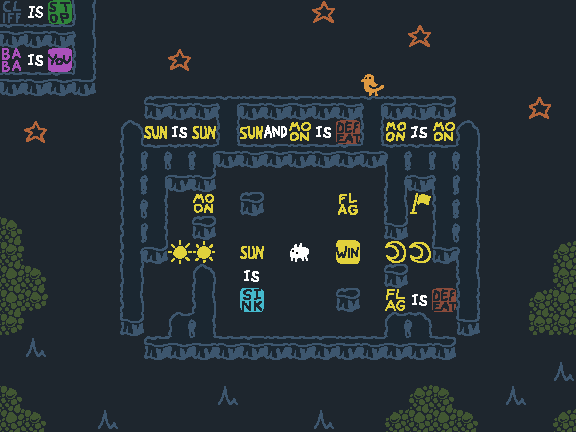 CLIFF IS STOP
BABA IS YOU
SUN IS SUN
SUN AND MOON IS DEFEAT
MOON IS MOON
MOON
FLAG
SUN
WIN
IS
SINK
FLAG IS DEFEAT